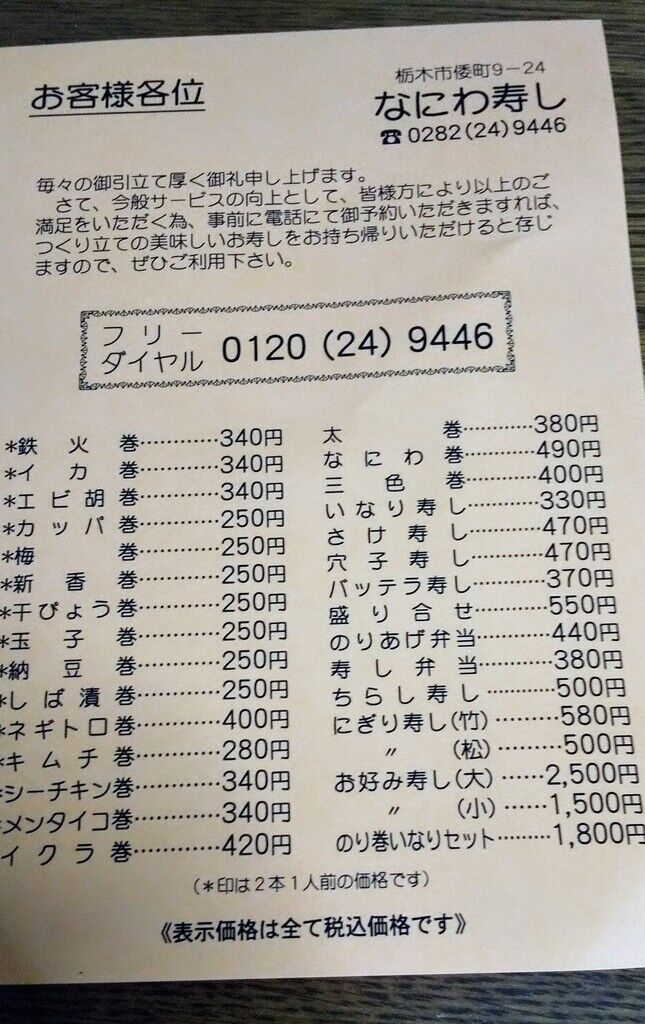 お客様各位
栃木市倭町9−24
なにわ寿し
☎0282(24)9446
毎々の御引立て厚く御礼申し上げます。
さて、今般サービスの向上として、皆様方により以上のご
満足をいただく為、事前に電話にて御予約いただきますれば、
つくり立ての美味しいお寿しをお持ち帰りいただけると存じ
ますので、ぜひご利用下さい。
フリー
ダイヤル 0120 (24) 9446
*鉄火巻…………340円
*イカ巻…………340円
*エビ胡巻…………340円
*カッパ巻…………250円
*梅巻…………250円
*新香巻…………250円
*干ぴょう巻…………250円
*玉子巻…………250円
*納豆巻…………250円
*しば漬巻…………250円
*ネギトロ巻…………400円
*キムチ巻…………280円
*シーチキン巻…………340円
*メンタイコ巻…………340円
イクラ巻…………420円
太巻…………380円
なにわ巻…………490円
三色巻…………400円
いなり寿し…………330円
さけ寿し…………470円
穴子寿し…………470円
バッテラ寿し…………370円
盛り合せ…………550円
のりあげ弁当…………440円
寿し弁当…………380円
ちらし寿し…………500円
にぎり寿し(竹)…………580円
〃 (松)…………500円
お好み寿し(大)……2,500円
〃 (小)……1,500円
のり巻いなりセット………1,800円
(*印は2本1人前の価格です)
《表示価格は全て税込価格です》